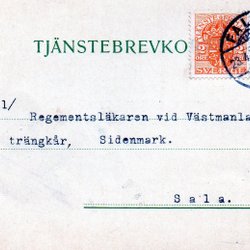 TJÄNSTEBREVKO
1/
Regementsläkaren vid Västmanla
trängkår, Sidenmark.
Sala.